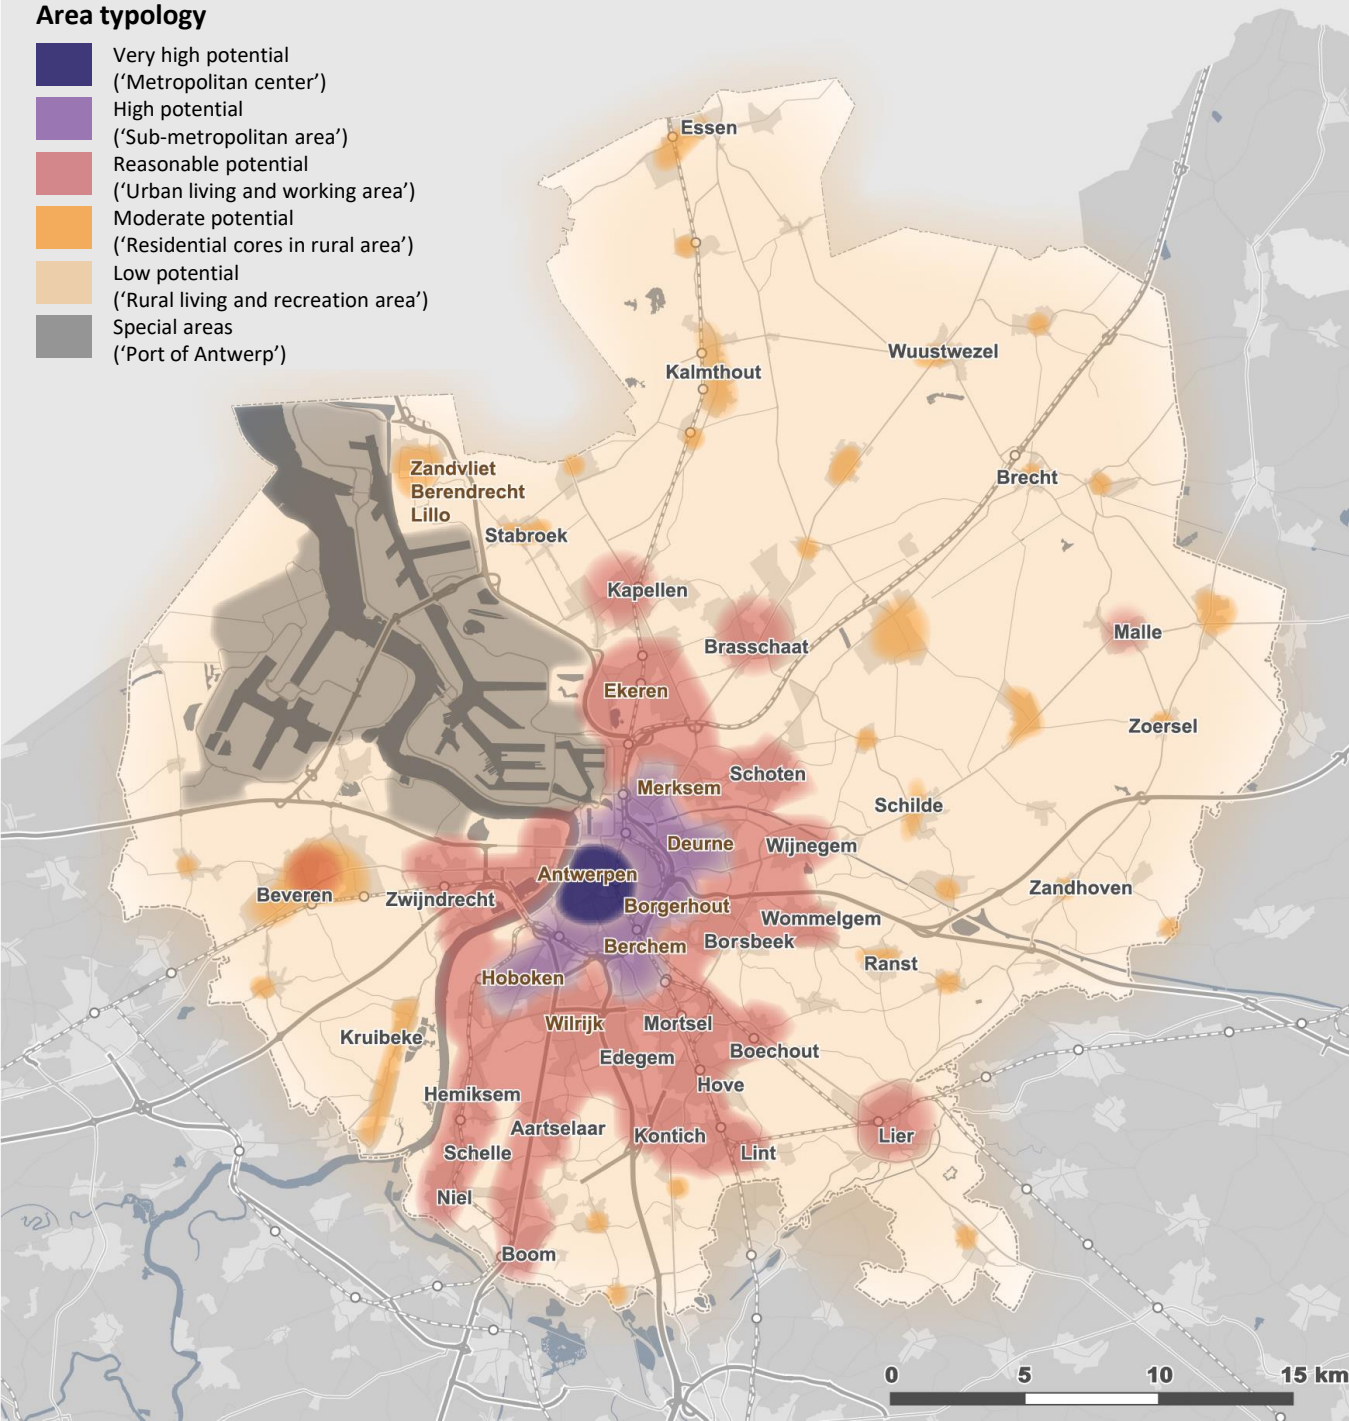 Area typology
Very high potential
(‘Metropolitan center’)
High potential
(‘Sub-metropolitan area’)
Reasonable potential
(‘Urban living and working area’)
Moderate potential
(‘Residential cores in rural area’)
Low potential
(‘Rural living and recreation area’)
Special areas
(‘Port of Antwerp’)
Essen
Wuustwezel
Kalmthout
Zandvliet
Berendrecht
Lillo
Brecht
Stabroek
Kapellen
Malle
Brasschaat
Ekeren
Zoersel
Schoten
Merksem
Schilde
Deurne
Wijnegem
Antwerpen
Zandhoven
Beveren
Zwijndrecht
Borgerhout
Wommelgem
Borsbeek
Berchem
Ranst
Hoboken
Wilrijk
Mortsel
Kruibeke
Boechout
Edegem
Hove
Hemiksem
Aartselaar
Kontich
Lier
Schelle
Lint
Niel
Boom
0 5 10 15 km